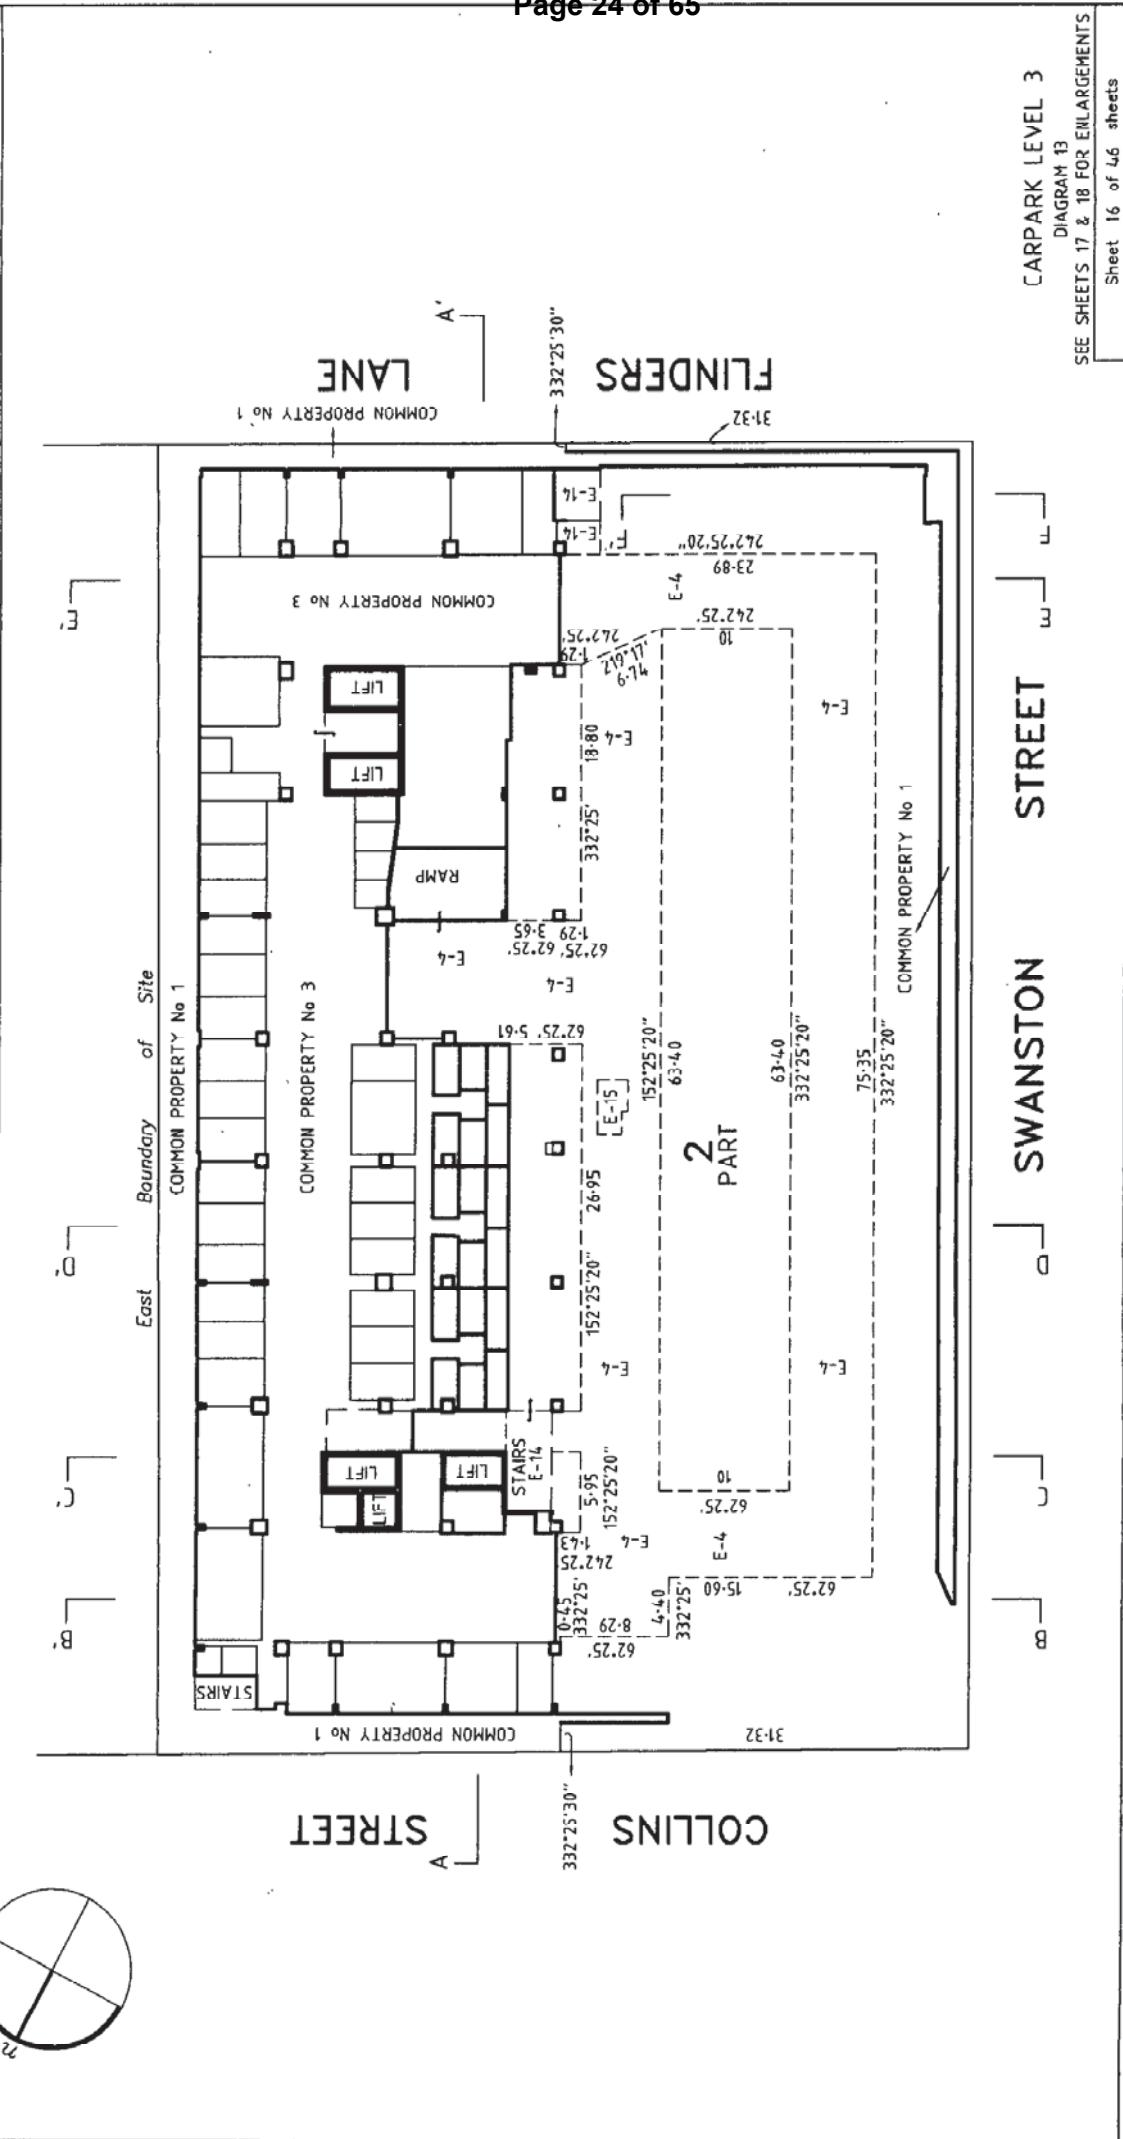 Page 24 of 65
CARPARK LEVEL 3
DIAGRAM 13
SEE SHEETS 17 & 18 FOR ENLARGEMENTS
Sheet 16 of 46 sheets
A'
332°25'30"
FLINDERS
LANE
COMMON PROPERTY No 1
31·32
E-14
E-14
F'
F
242°25'20"
23·89
E-4
E'
E
COMMON PROPERTY No 3
242°25'
10
242°25'
1·29
9·74
LIFT
LIFT
E-4
E-4
18·80
332°25'
RAMP
STREET
COMMON PROPERTY No 1
3·65
1·29
62°25'
62°25'
E-4
E-4
East Boundary of Site
COMMON PROPERTY No 1
COMMON PROPERTY No 3
62°25'
5·61
E-15
152°25'20"
63·40
63·40
332°25'20"
75·35
332°25'20"
SWANSTON
2
PART
26·95
152°25'20"
D'
D
E-4
E-4
STAIRS
E-14
LIFT
LIFT
LIFT
5·95
152°25'20"
10
62°25'
C'
C
1·43
242°25'
E-4
E-4
0·45
332°25'
8·29
62°25'
4·40
332°25'
15·60
62°25'
B'
B
STAIRS
COMMON PROPERTY No 1
31·32
332°25'30"
A
COLLINS
STREET
n